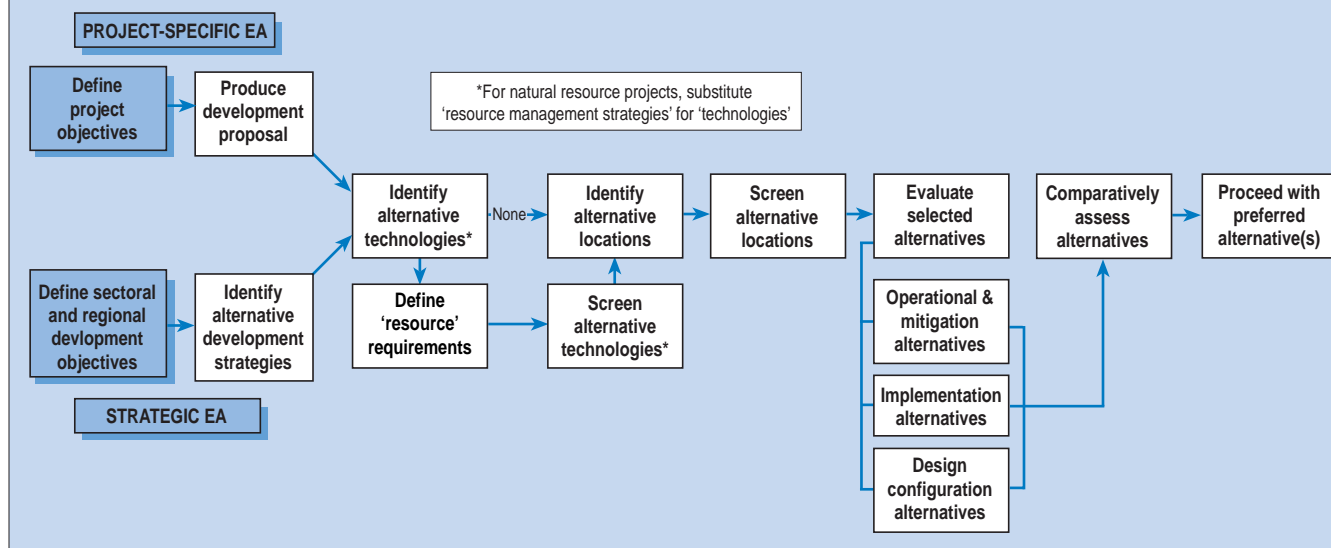 PROJECT-SPECIFIC EA
Define
project
objectives
Produce
development
proposal
*For natural resource projects, substitute
‘resource management strategies’ for ‘technologies’
Identify
alternative
technologies*
None
Identify
alternative
locations
Screen
alternative
locations
Evaluate
selected
alternatives
Comparatively
assess
alternatives
Proceed with
preferred
alternative(s)
Define sectoral
and regional
devlopment
objectives
Identify
alternative
development
strategies
Define
‘resource’
requirements
Screen
alternative
technologies*
Operational &
mitigation
alternatives
Implementation
alternatives
Design
configuration
alternatives
STRATEGIC EA